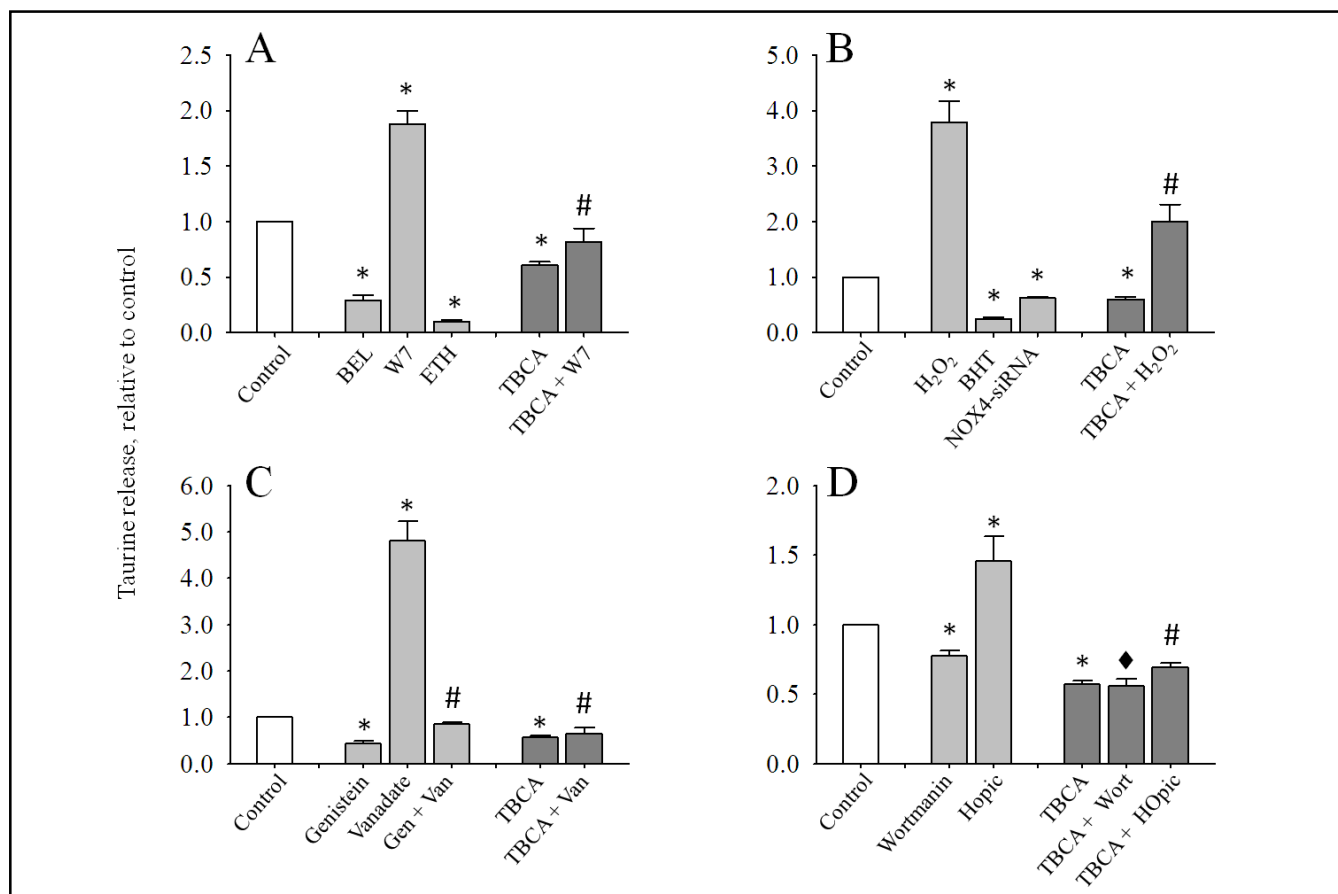 Taurine release, relative to control
A
2.5
2.0
1.5
1.0
0.5
0.0
*
*
*
*
#
Control
BEL
W7
ETH
TBCA
TBCA + W7
B
5.0
4.0
3.0
2.0
1.0
0.0
*
*
*
*
#
Control
H₂O₂
BHT
NOX4-siRNA
TBCA
TBCA + H₂O₂
C
6.0
5.0
4.0
3.0
2.0
1.0
0.0
*
*
#
*
#
Control
Genistein
Vanadate
Gen + Van
TBCA
TBCA + Van
D
2.0
1.5
1.0
0.5
0.0
*
*
*
♦
#
Control
Wortmanin
Hopic
TBCA
TBCA + Wort
TBCA + HOpic